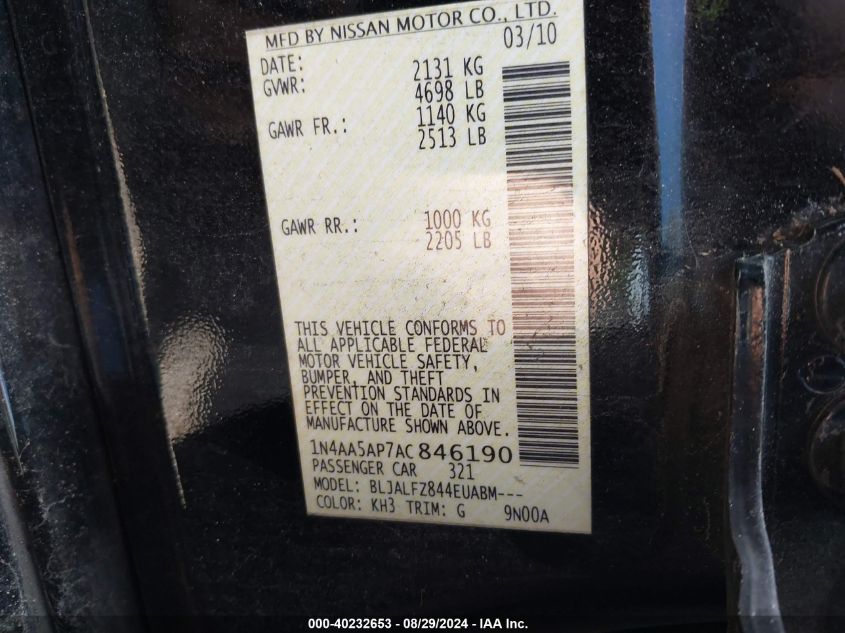 MFD BY NISSAN MOTOR CO., LTD.
DATE: 03/10
GVWR: 2131 KG
4698 LB
GAWR FR.: 1140 KG
2513 LB
GAWR RR.: 1000 KG
2205 LB
THIS VEHICLE CONFORMS TO
ALL APPLICABLE FEDERAL
MOTOR VEHICLE SAFETY,
BUMPER, AND THEFT
PREVENTION STANDARDS IN
EFFECT ON THE DATE OF
MANUFACTURE SHOWN ABOVE.
1N4AA5AP7AC846190
PASSENGER CAR 321
MODEL: BLJALFZ844EUABM---
COLOR: KH3 TRIM: G 9N00A
000-40232653 - 08/29/2024 - IAA Inc.